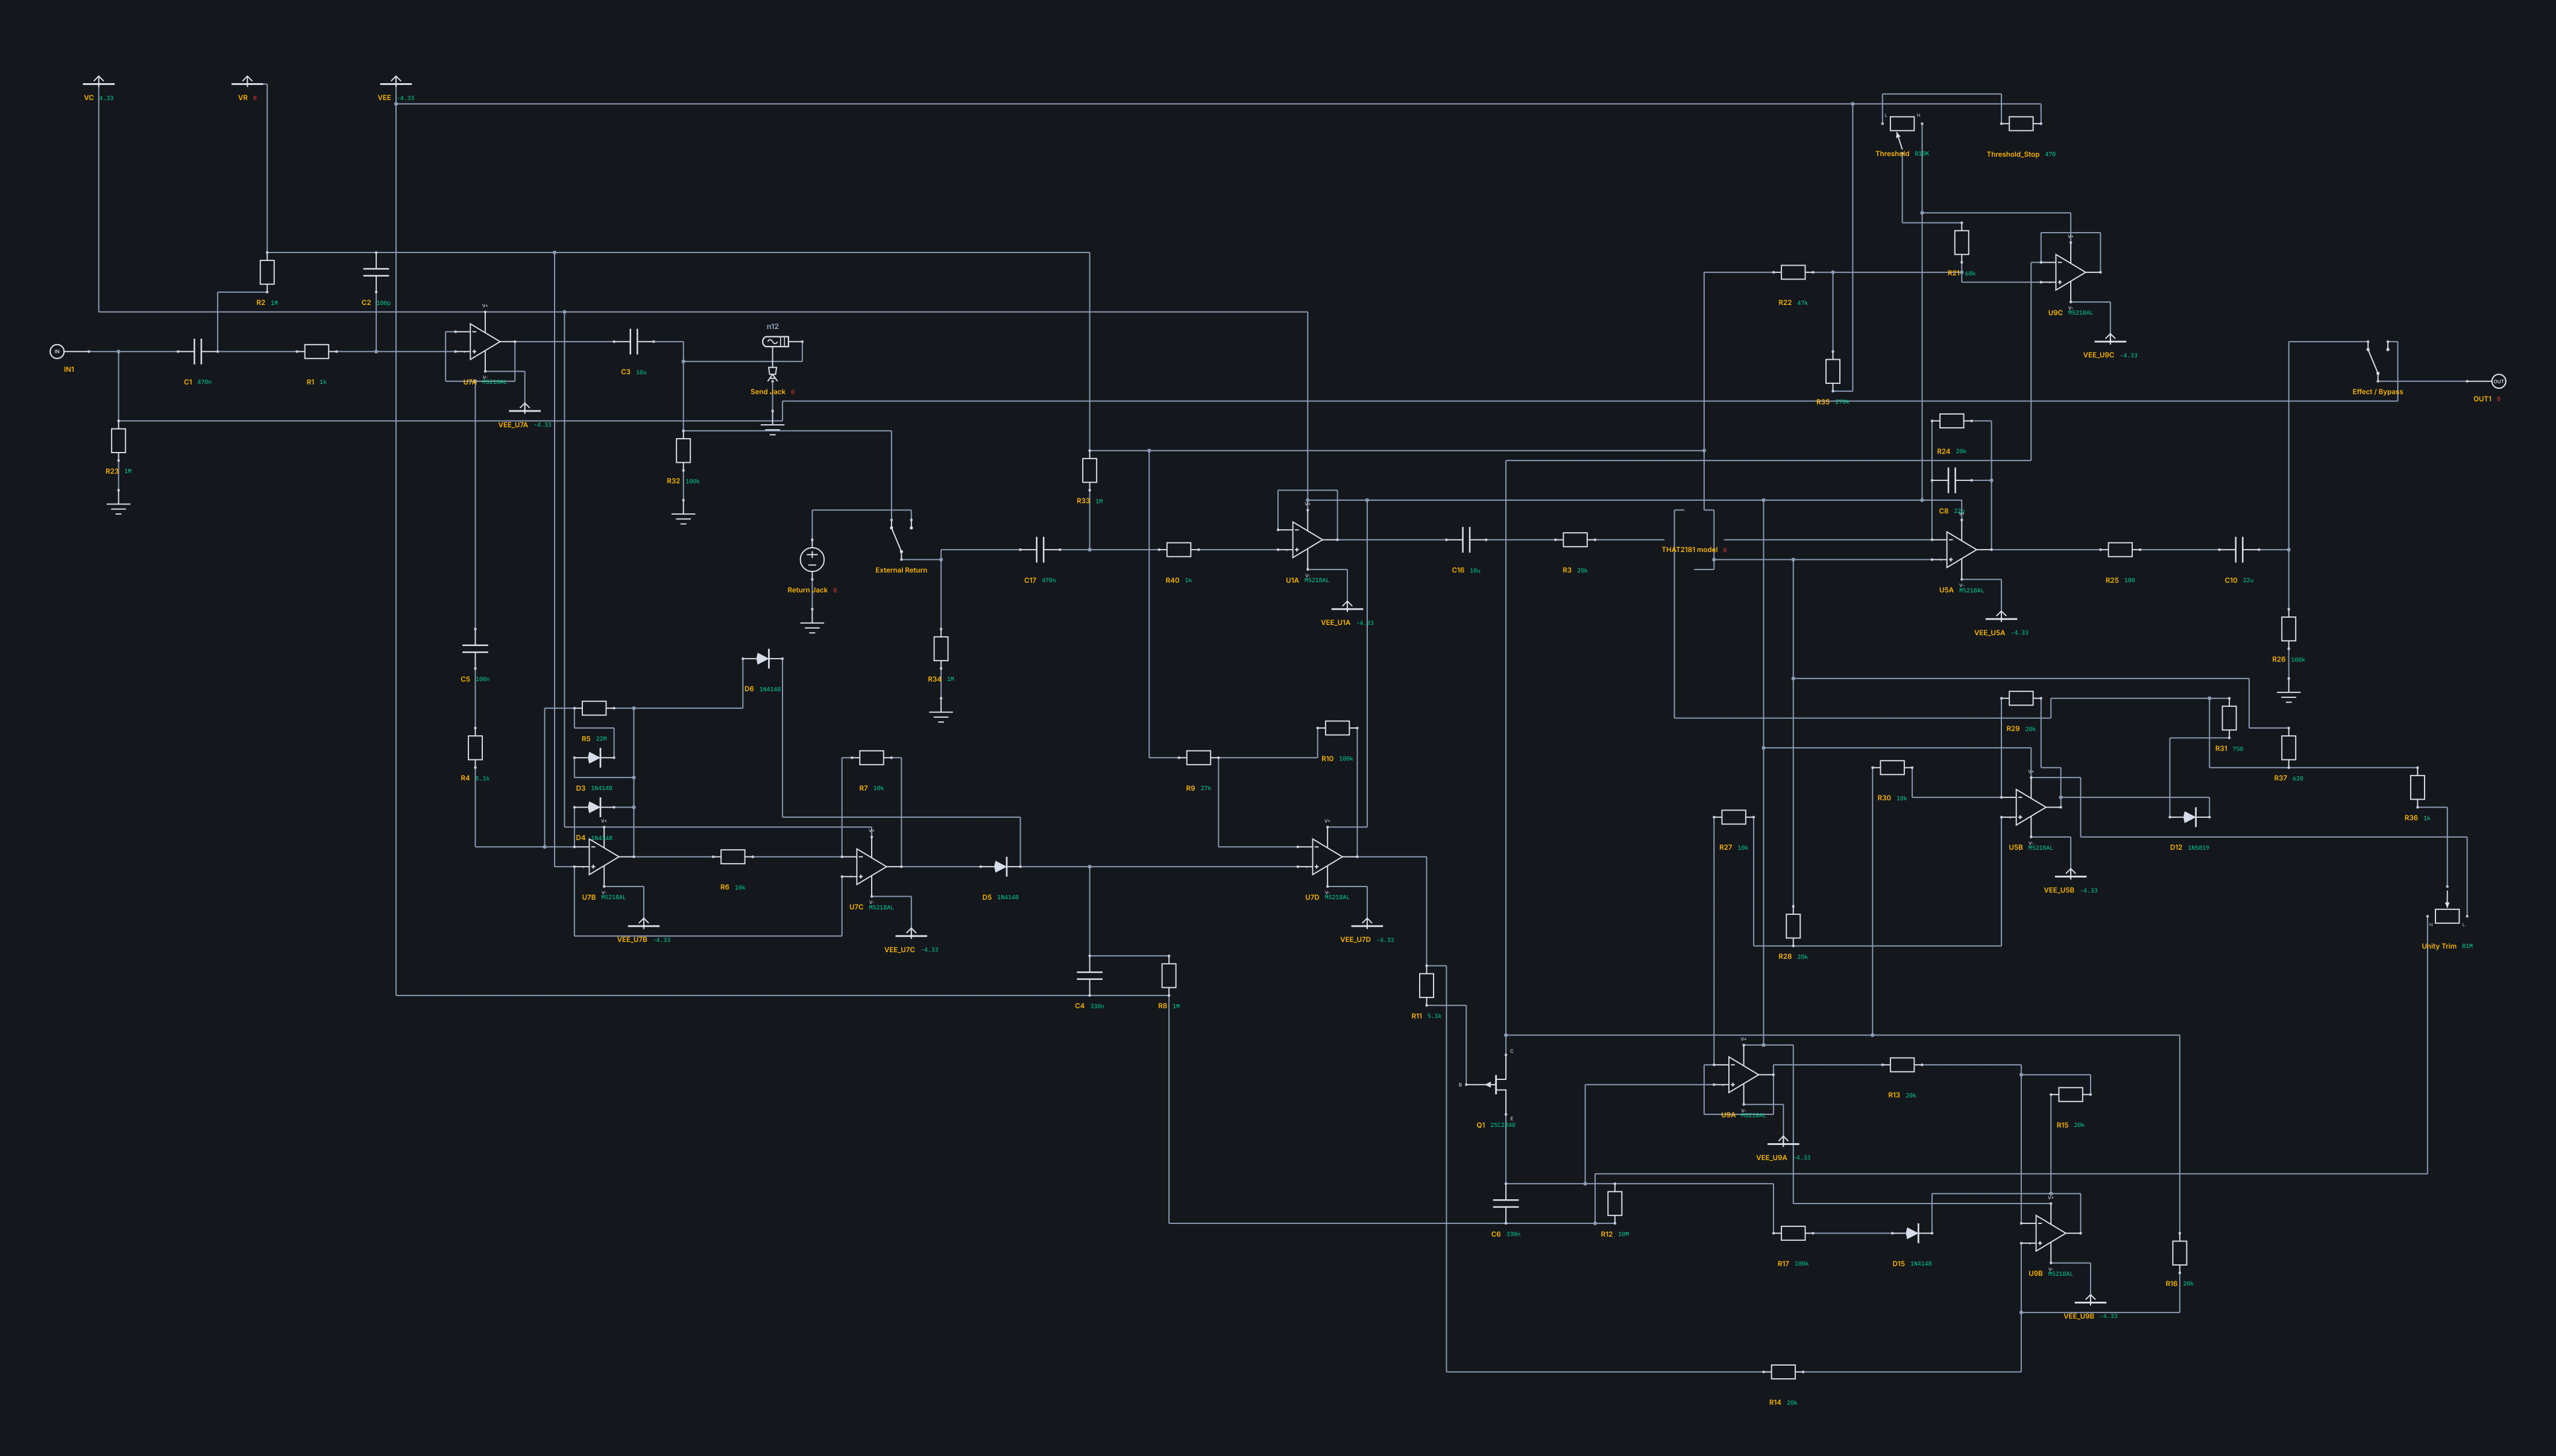 VC 4.33
VR 0
VEE -4.33
L
H
Threshold
Threshold_Stop 470
R2 1M
C2 100p
V+
R21 68k
V+
R22 47k
U9C MS218AL
V-
n12
IN1
IN
C1 470n
R1 1k
U7A MS218AL
V-
C3 10u
VEE_U9C -4.33
Send Jack 0
R35 270k
Effect / Bypass
OUT
OUT1 0
VEE_U7A -4.33
R23 1M
R32 100k
R33 1M
R24 20k
V+
C8
V+
THAT2181 model 0
Return Jack 0
External Return
C17 470n
R40 1k
U1A MS218AL
V-
C16 10u
R3 20k
U5A MS218AL
V-
R25 100
C10 22u
VEE_U1A -4.33
VEE_U5A -4.33
R26 100k
C5 100n
D6 1N4148
R34 1M
R5 22M
R29 20k
R31 750
R10 100k
R4 5.1k
D3 1N4148
R7 10k
R9 27k
V+
R30 10k
R37 620
D4 1N4148
V+
V+
V+
R27 10k
U5B MS218AL
V-
D12 1N5819
R36 1k
U7B MS218AL
V-
R6 10k
U7C MS218AL
V-
D5 1N4148
U7D MS218AL
V-
VEE_U5B -4.33
H
L
VEE_U7B -4.33
VEE_U7C -4.33
VEE_U7D -4.33
R28 20k
Unity Trim B1M
C4 330n
R8 1M
R11 5.1k
C
V+
B
R13 20k
E
Q1 2SC2240
U9A MS218AL
V-
R15 20k
VEE_U9A -4.33
V+
C6 330n
R12 10M
R17 100k
D15 1N4148
U9B MS218AL
V-
R16 20k
VEE_U9B -4.33
R14 20k